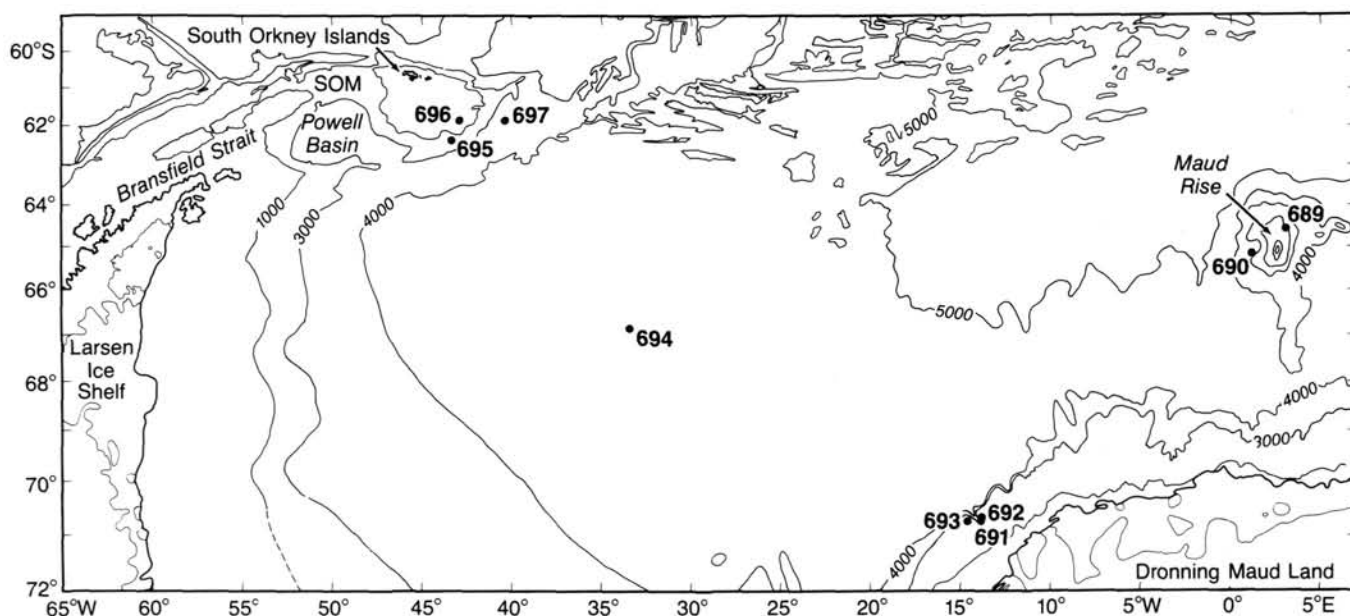 60°S
62°
64°
66°
68°
70°
72°
65°W
60°
55°
50°
45°
40°
35°
30°
25°
20°
15°
10°
5°W
0°
5°E
South Orkney Islands
SOM
Powell
Basin
Bransfield Strait
696
697
695
1000
3000
4000
5000
Maud
Rise
689
690
4000
5000
694
Larsen
Ice
Shelf
4000
3000
693
692
691
4000
Dronning Maud Land